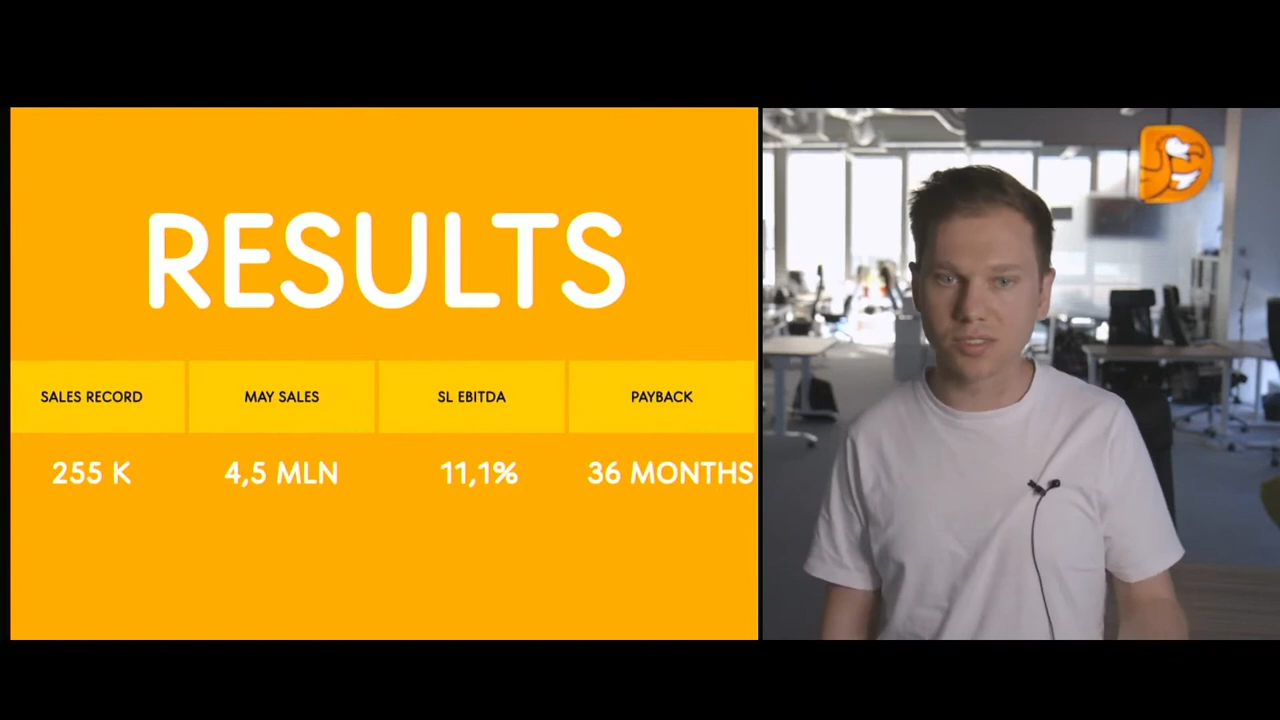 RESULTS
SALES RECORD
MAY SALES
SL EBITDA
PAYBACK
255 K
4,5 MLN
11,1%
36 MONTHS